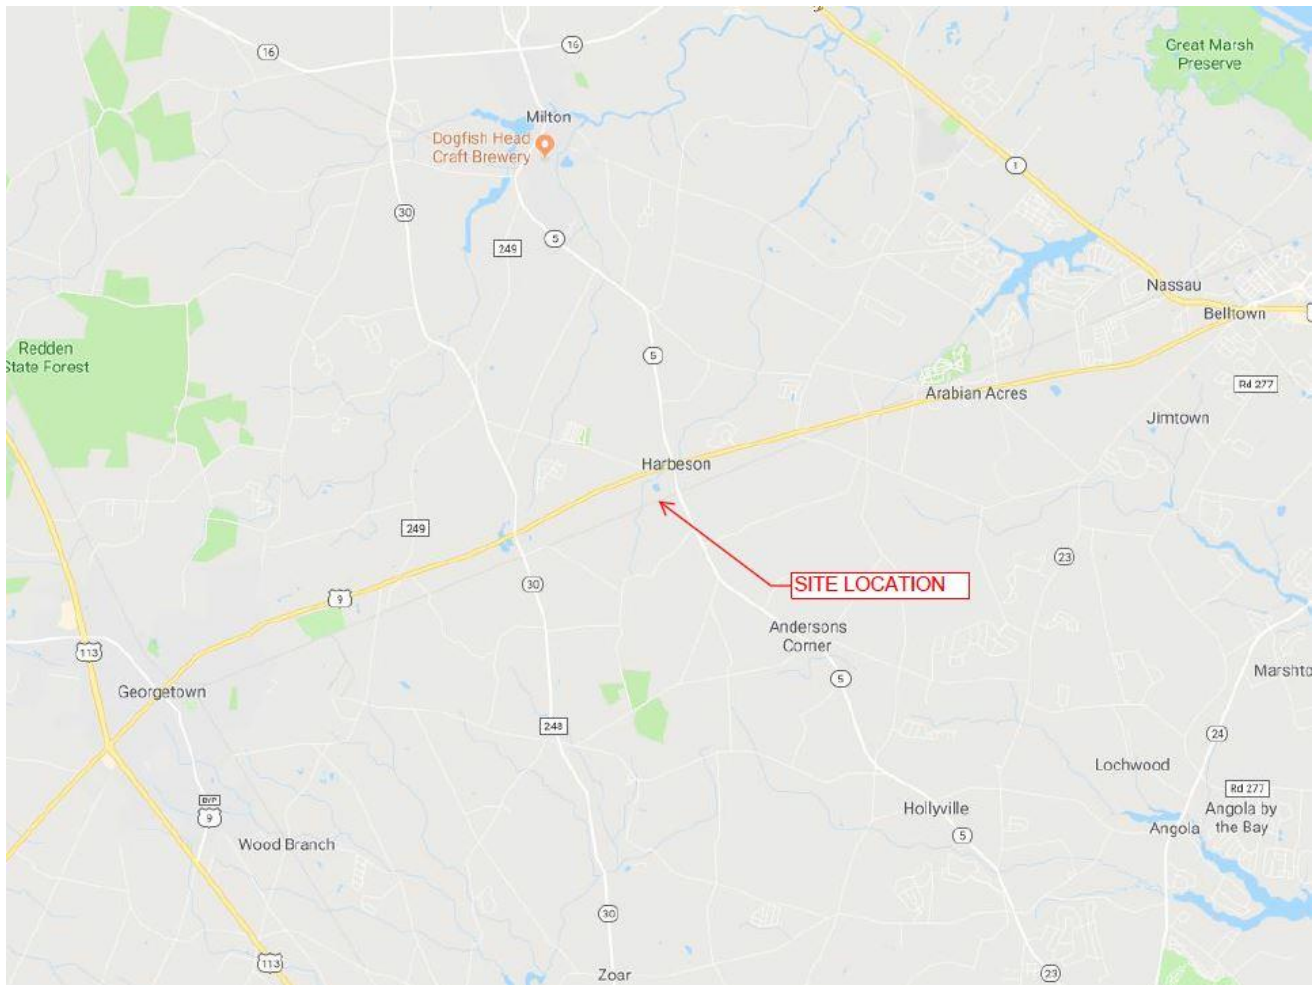 16
16
Great Marsh
Preserve
Milton
Dogfish Head
Craft Brewery
1
30
249
5
Nassau
Belltown
Redden
State Forest
5
Arabian Acres
Rd 277
Jimtown
Harbeson
249
23
30
SITE LOCATION
9
Andersons
Corner
113
5
Marshto
Georgetown
248
24
Lochwood
Rd 277
BYP
9
Hollyville
Angola by
the Bay
Angola
Wood Branch
5
30
113
Zoar
23